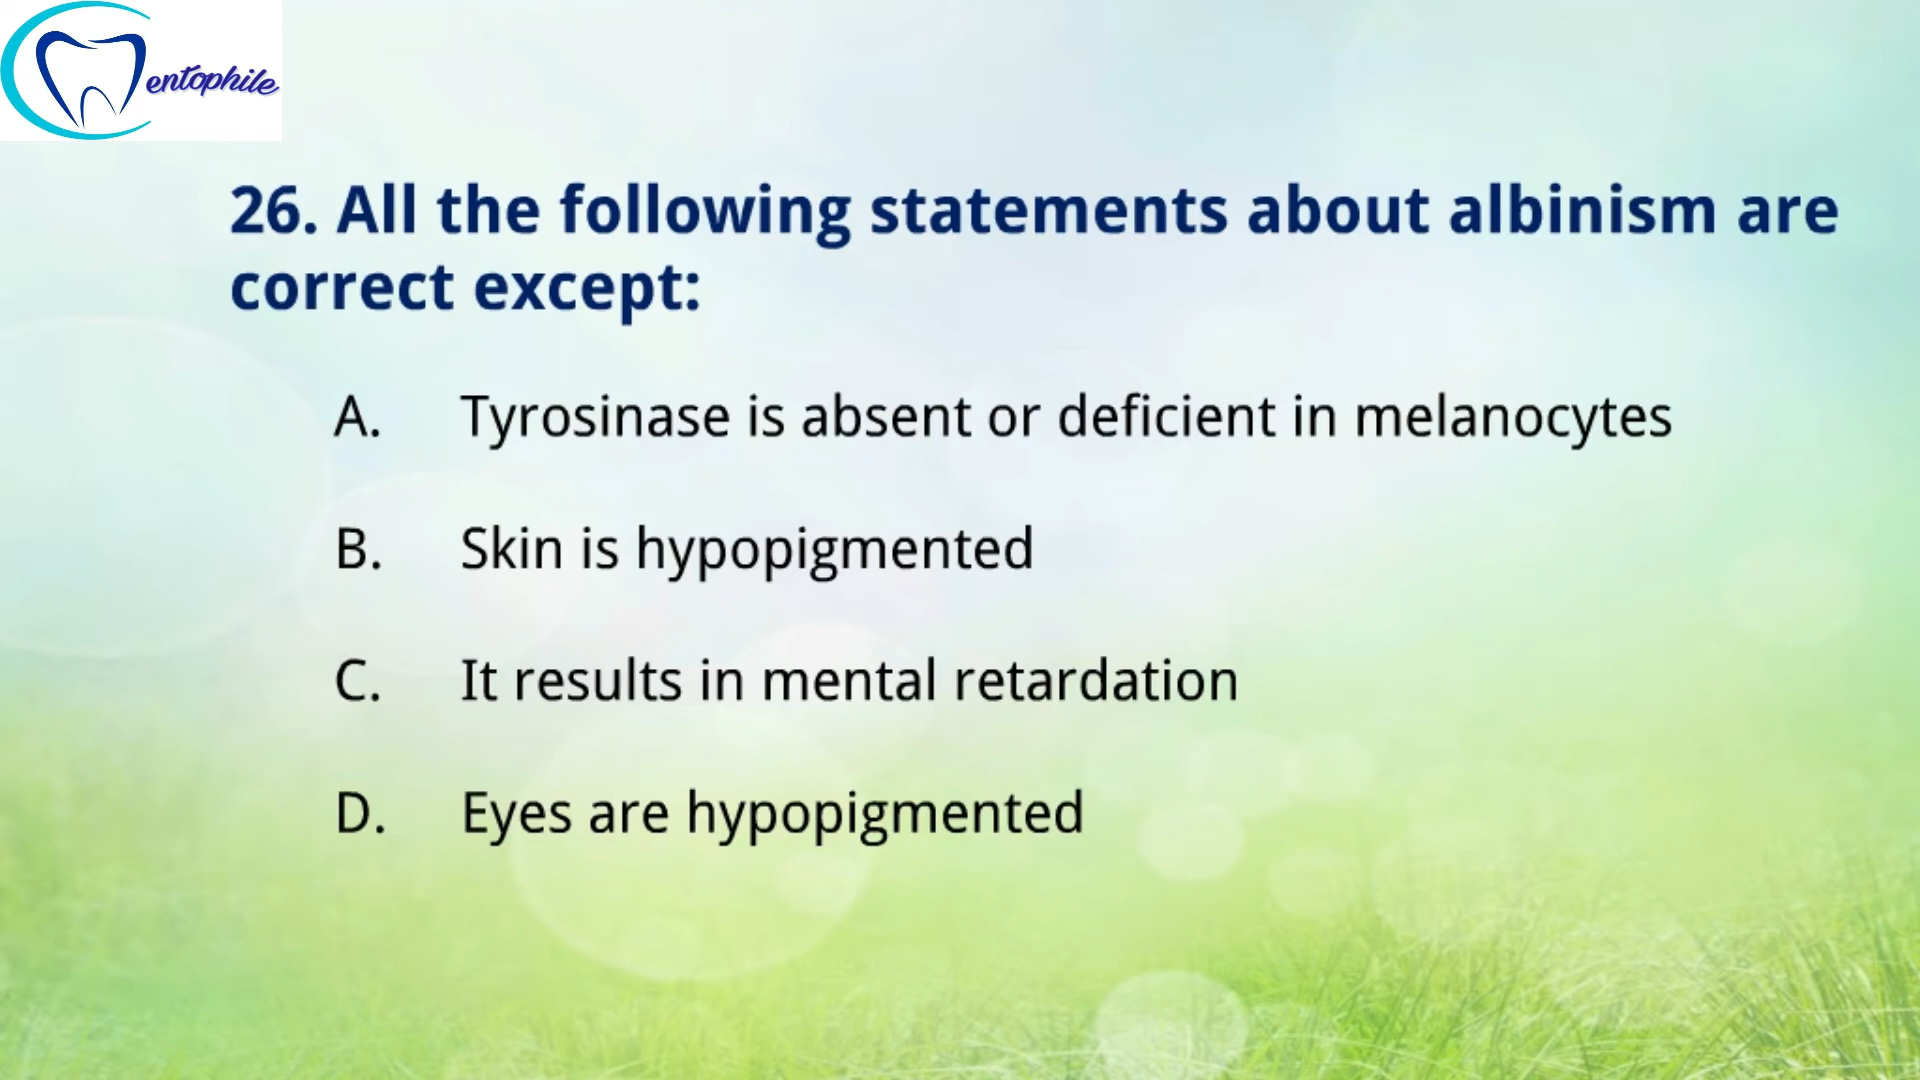 entophile
26. All the following statements about albinism are
correct except:
A. Tyrosinase is absent or deficient in melanocytes
B. Skin is hypopigmented
C. It results in mental retardation
D. Eyes are hypopigmented